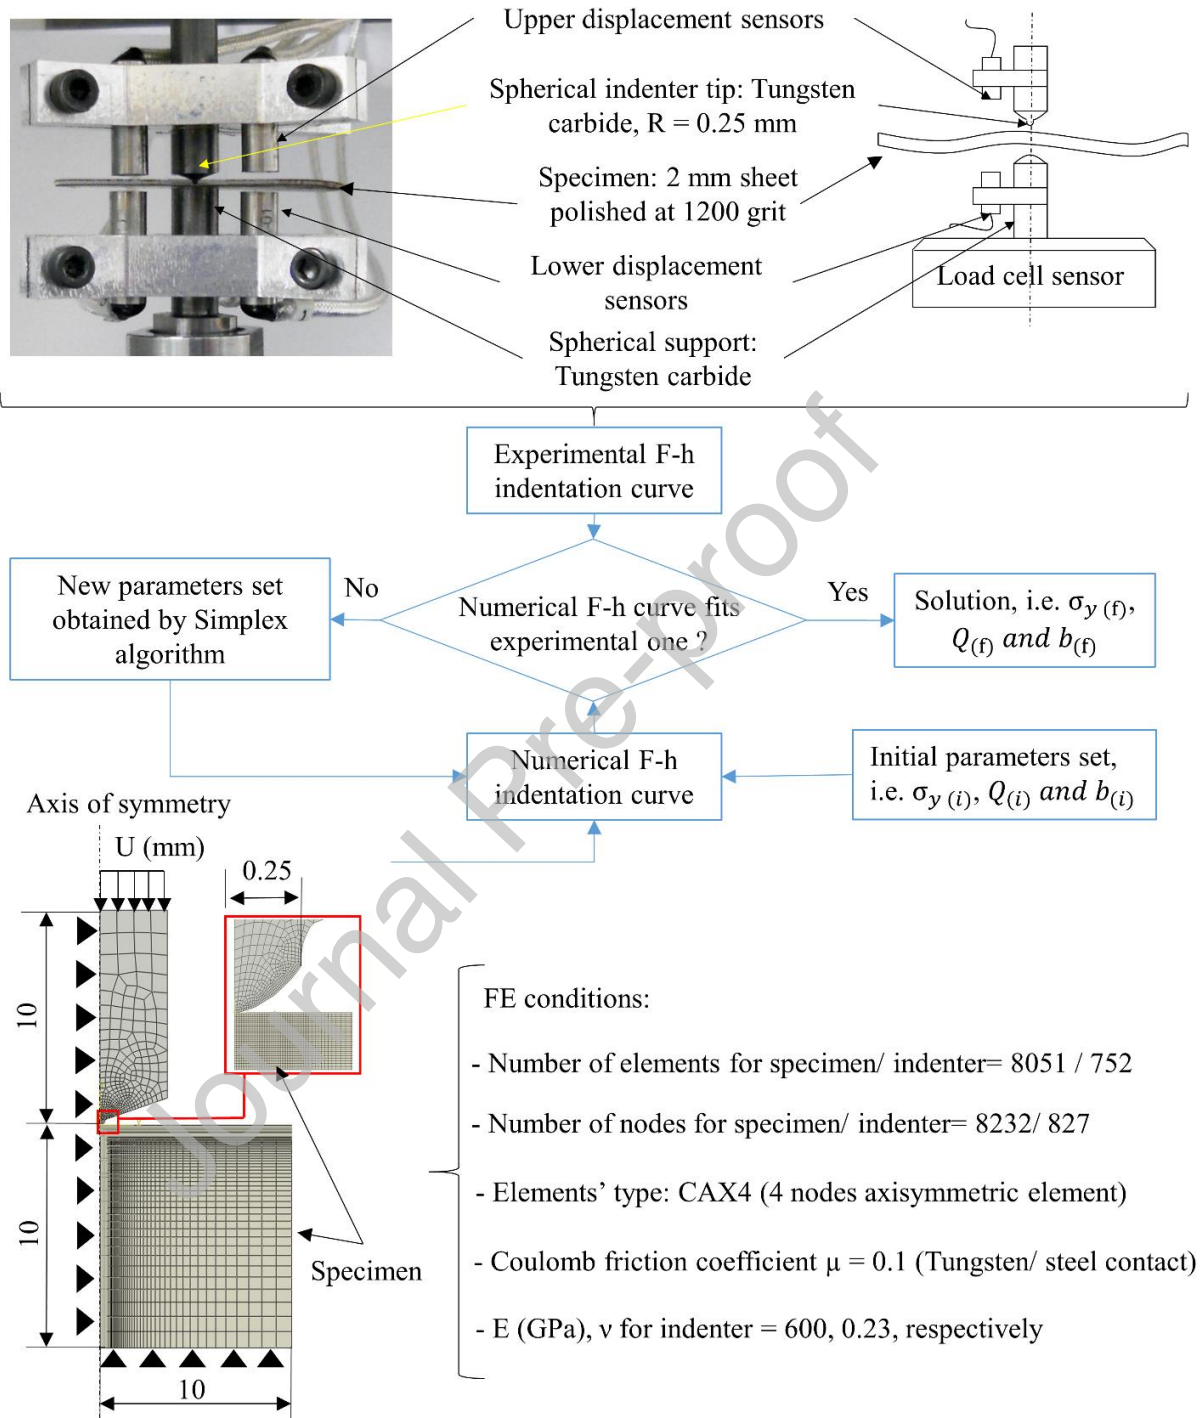 Upper displacement sensors
Spherical indenter tip: Tungsten
carbide, R = 0.25 mm
Specimen: 2 mm sheet
polished at 1200 grit
Lower displacement
sensors
Load cell sensor
Spherical support:
Tungsten carbide
Experimental F-h
indentation curve
New parameters set
obtained by Simplex
algorithm
No
Numerical F-h curve fits
experimental one ?
Yes
Solution, i.e. σy (f),
Q(f) and b(f)
Numerical F-h
indentation curve
Initial parameters set,
i.e. σy (i), Q(i) and b(i)
Axis of symmetry
U (mm)
0.25
10
10
10
Specimen
FE conditions:
- Number of elements for specimen/ indenter= 8051 / 752
- Number of nodes for specimen/ indenter= 8232/ 827
- Elements’ type: CAX4 (4 nodes axisymmetric element)
- Coulomb friction coefficient μ = 0.1 (Tungsten/ steel contact)
- E (GPa), ν for indenter = 600, 0.23, respectively
Journal Pre-proof